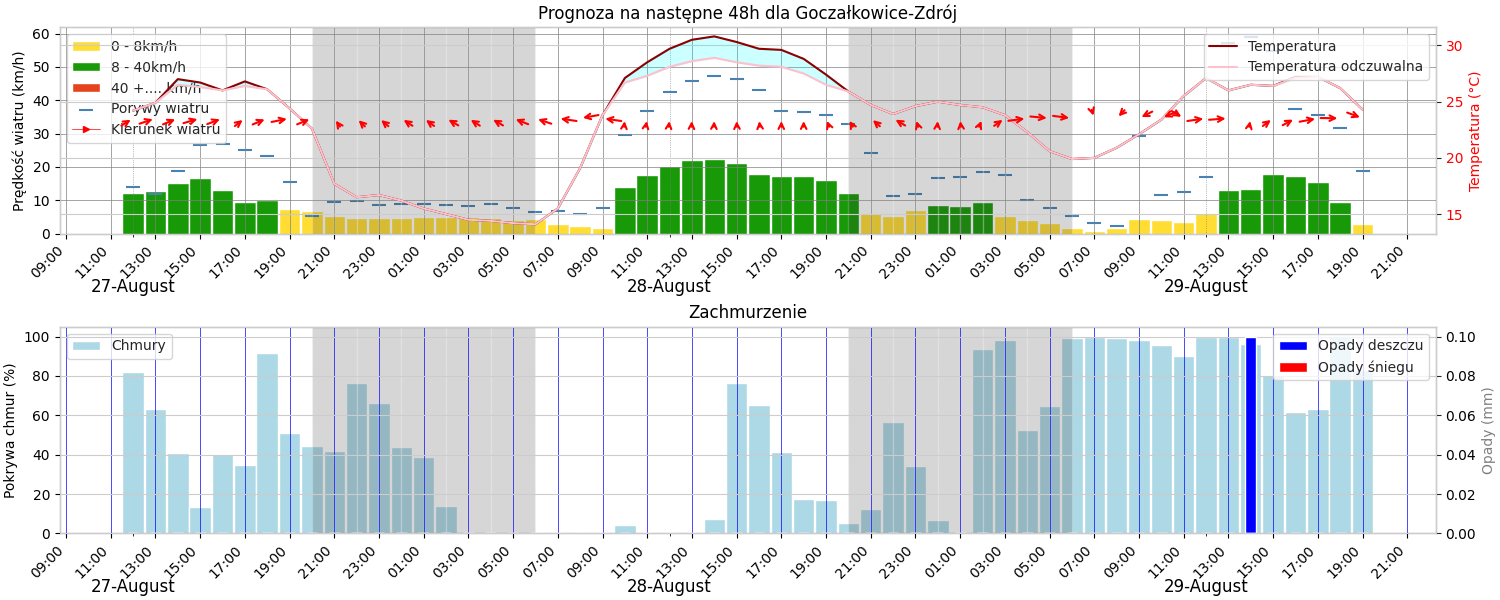 Prognoza na następne 48h dla Goczałkowice-Zdrój
Prędkość wiatru (km/h)
60
50
40
30
20
10
0
0 - 8km/h
8 - 40km/h
40 +.... km/h
Porywy wiatru
Kierunek wiatru
Temperatura
Temperatura odczuwalna
30
25
20
15
Temperatura (°C)
09:00 11:00 13:00 15:00 17:00 19:00 21:00 23:00 01:00 03:00 05:00 07:00 09:00 11:00 13:00 15:00 17:00 19:00 21:00 23:00 01:00 03:00 05:00 07:00 09:00 11:00 13:00 15:00 17:00 19:00 21:00
27-August 28-August 29-August
Zachmurzenie
Pokrywa chmur (%)
100
80
60
40
20
0
Chmury
Opady deszczu
Opady śniegu
0.10
0.08
0.06
0.04
0.02
0.00
Opady (mm)
09:00 11:00 13:00 15:00 17:00 19:00 21:00 23:00 01:00 03:00 05:00 07:00 09:00 11:00 13:00 15:00 17:00 19:00 21:00 23:00 01:00 03:00 05:00 07:00 09:00 11:00 13:00 15:00 17:00 19:00 21:00
27-August 28-August 29-August